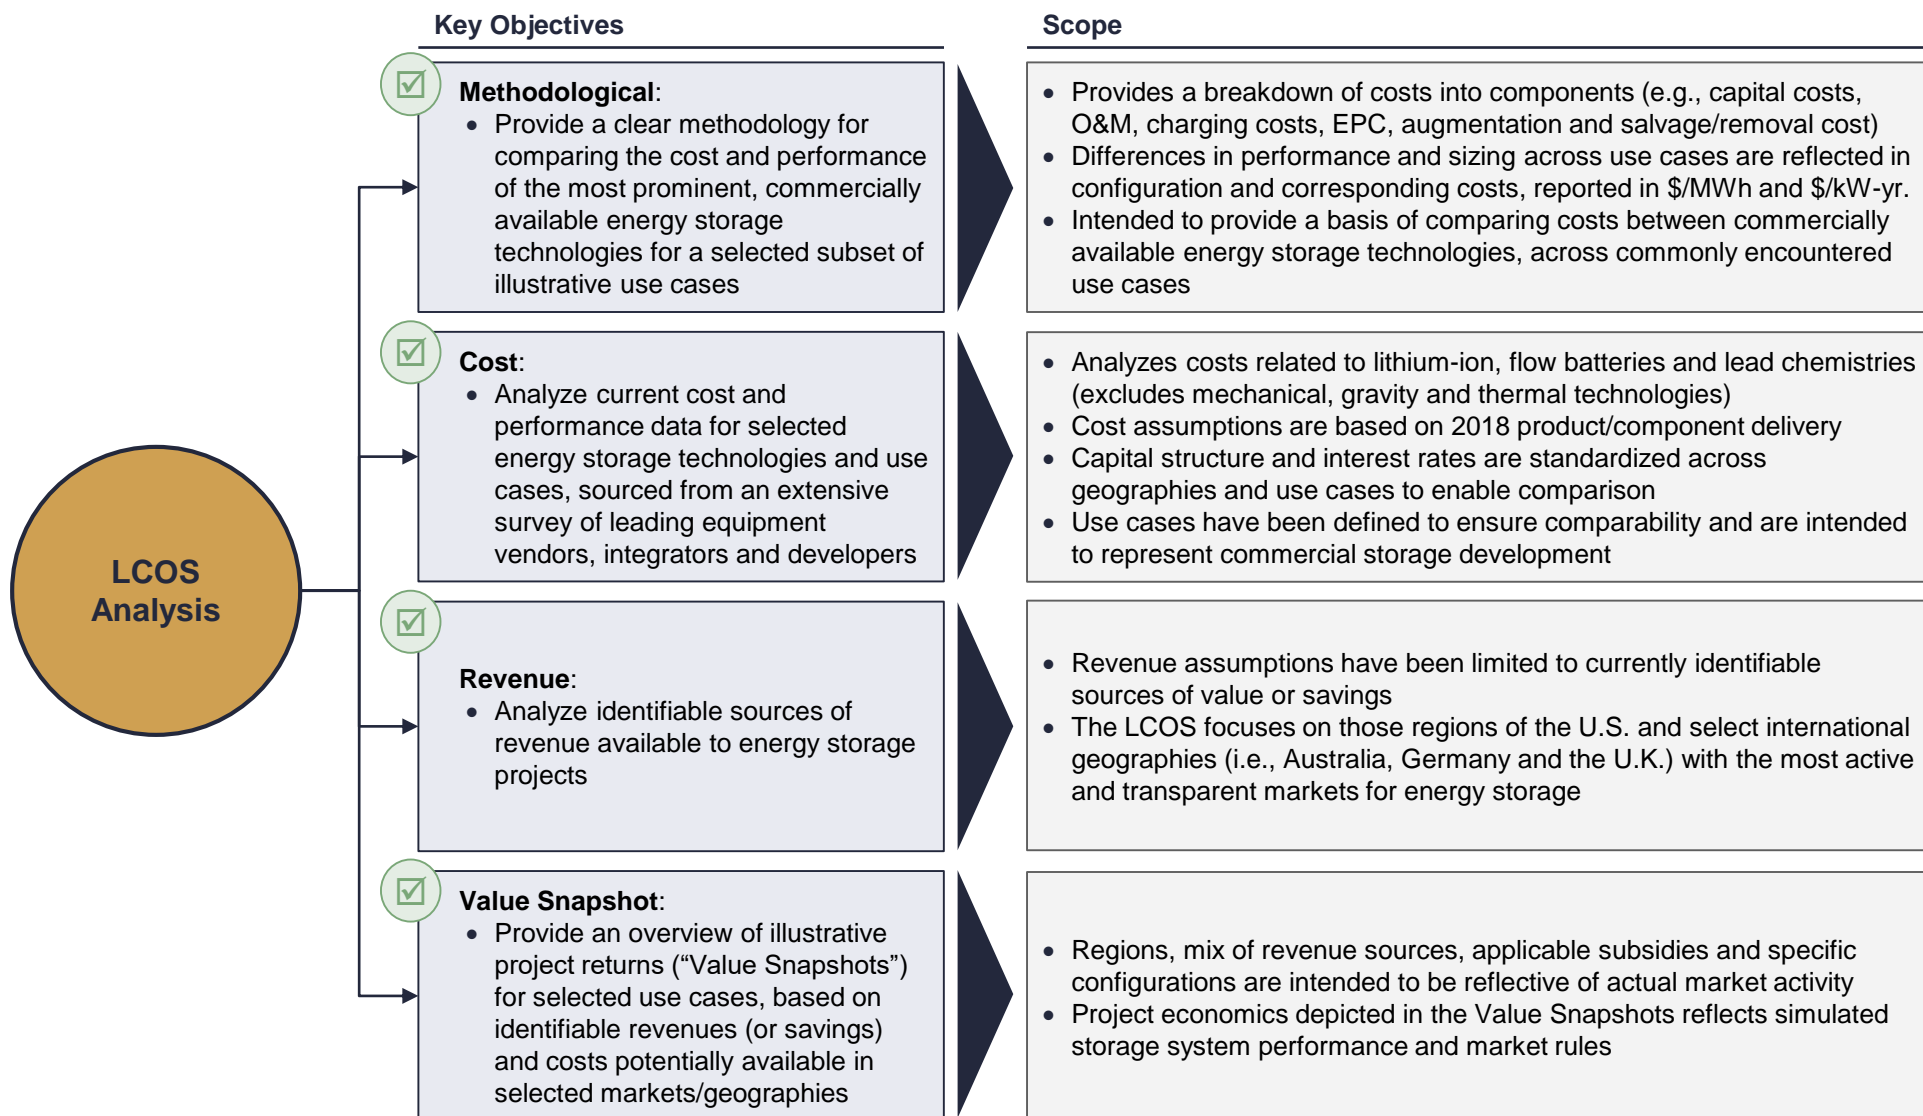 Key Objectives
Scope
LCOS
Analysis
Methodological:
• Provide a clear methodology for
comparing the cost and performance
of the most prominent, commercially
available energy storage
technologies for a selected subset of
illustrative use cases
• Provides a breakdown of costs into components (e.g., capital costs,
O&M, charging costs, EPC, augmentation and salvage/removal cost)
• Differences in performance and sizing across use cases are reflected in
configuration and corresponding costs, reported in $/MWh and $/kW-yr.
• Intended to provide a basis of comparing costs between commercially
available energy storage technologies, across commonly encountered
use cases
Cost:
• Analyze current cost and
performance data for selected
energy storage technologies and use
cases, sourced from an extensive
survey of leading equipment
vendors, integrators and developers
• Analyzes costs related to lithium-ion, flow batteries and lead chemistries
(excludes mechanical, gravity and thermal technologies)
• Cost assumptions are based on 2018 product/component delivery
• Capital structure and interest rates are standardized across
geographies and use cases to enable comparison
• Use cases have been defined to ensure comparability and are intended
to represent commercial storage development
Revenue:
• Analyze identifiable sources of
revenue available to energy storage
projects
• Revenue assumptions have been limited to currently identifiable
sources of value or savings
• The LCOS focuses on those regions of the U.S. and select international
geographies (i.e., Australia, Germany and the U.K.) with the most active
and transparent markets for energy storage
Value Snapshot:
• Provide an overview of illustrative
project returns (“Value Snapshots”)
for selected use cases, based on
identifiable revenues (or savings)
and costs potentially available in
selected markets/geographies
• Regions, mix of revenue sources, applicable subsidies and specific
configurations are intended to be reflective of actual market activity
• Project economics depicted in the Value Snapshots reflects simulated
storage system performance and market rules